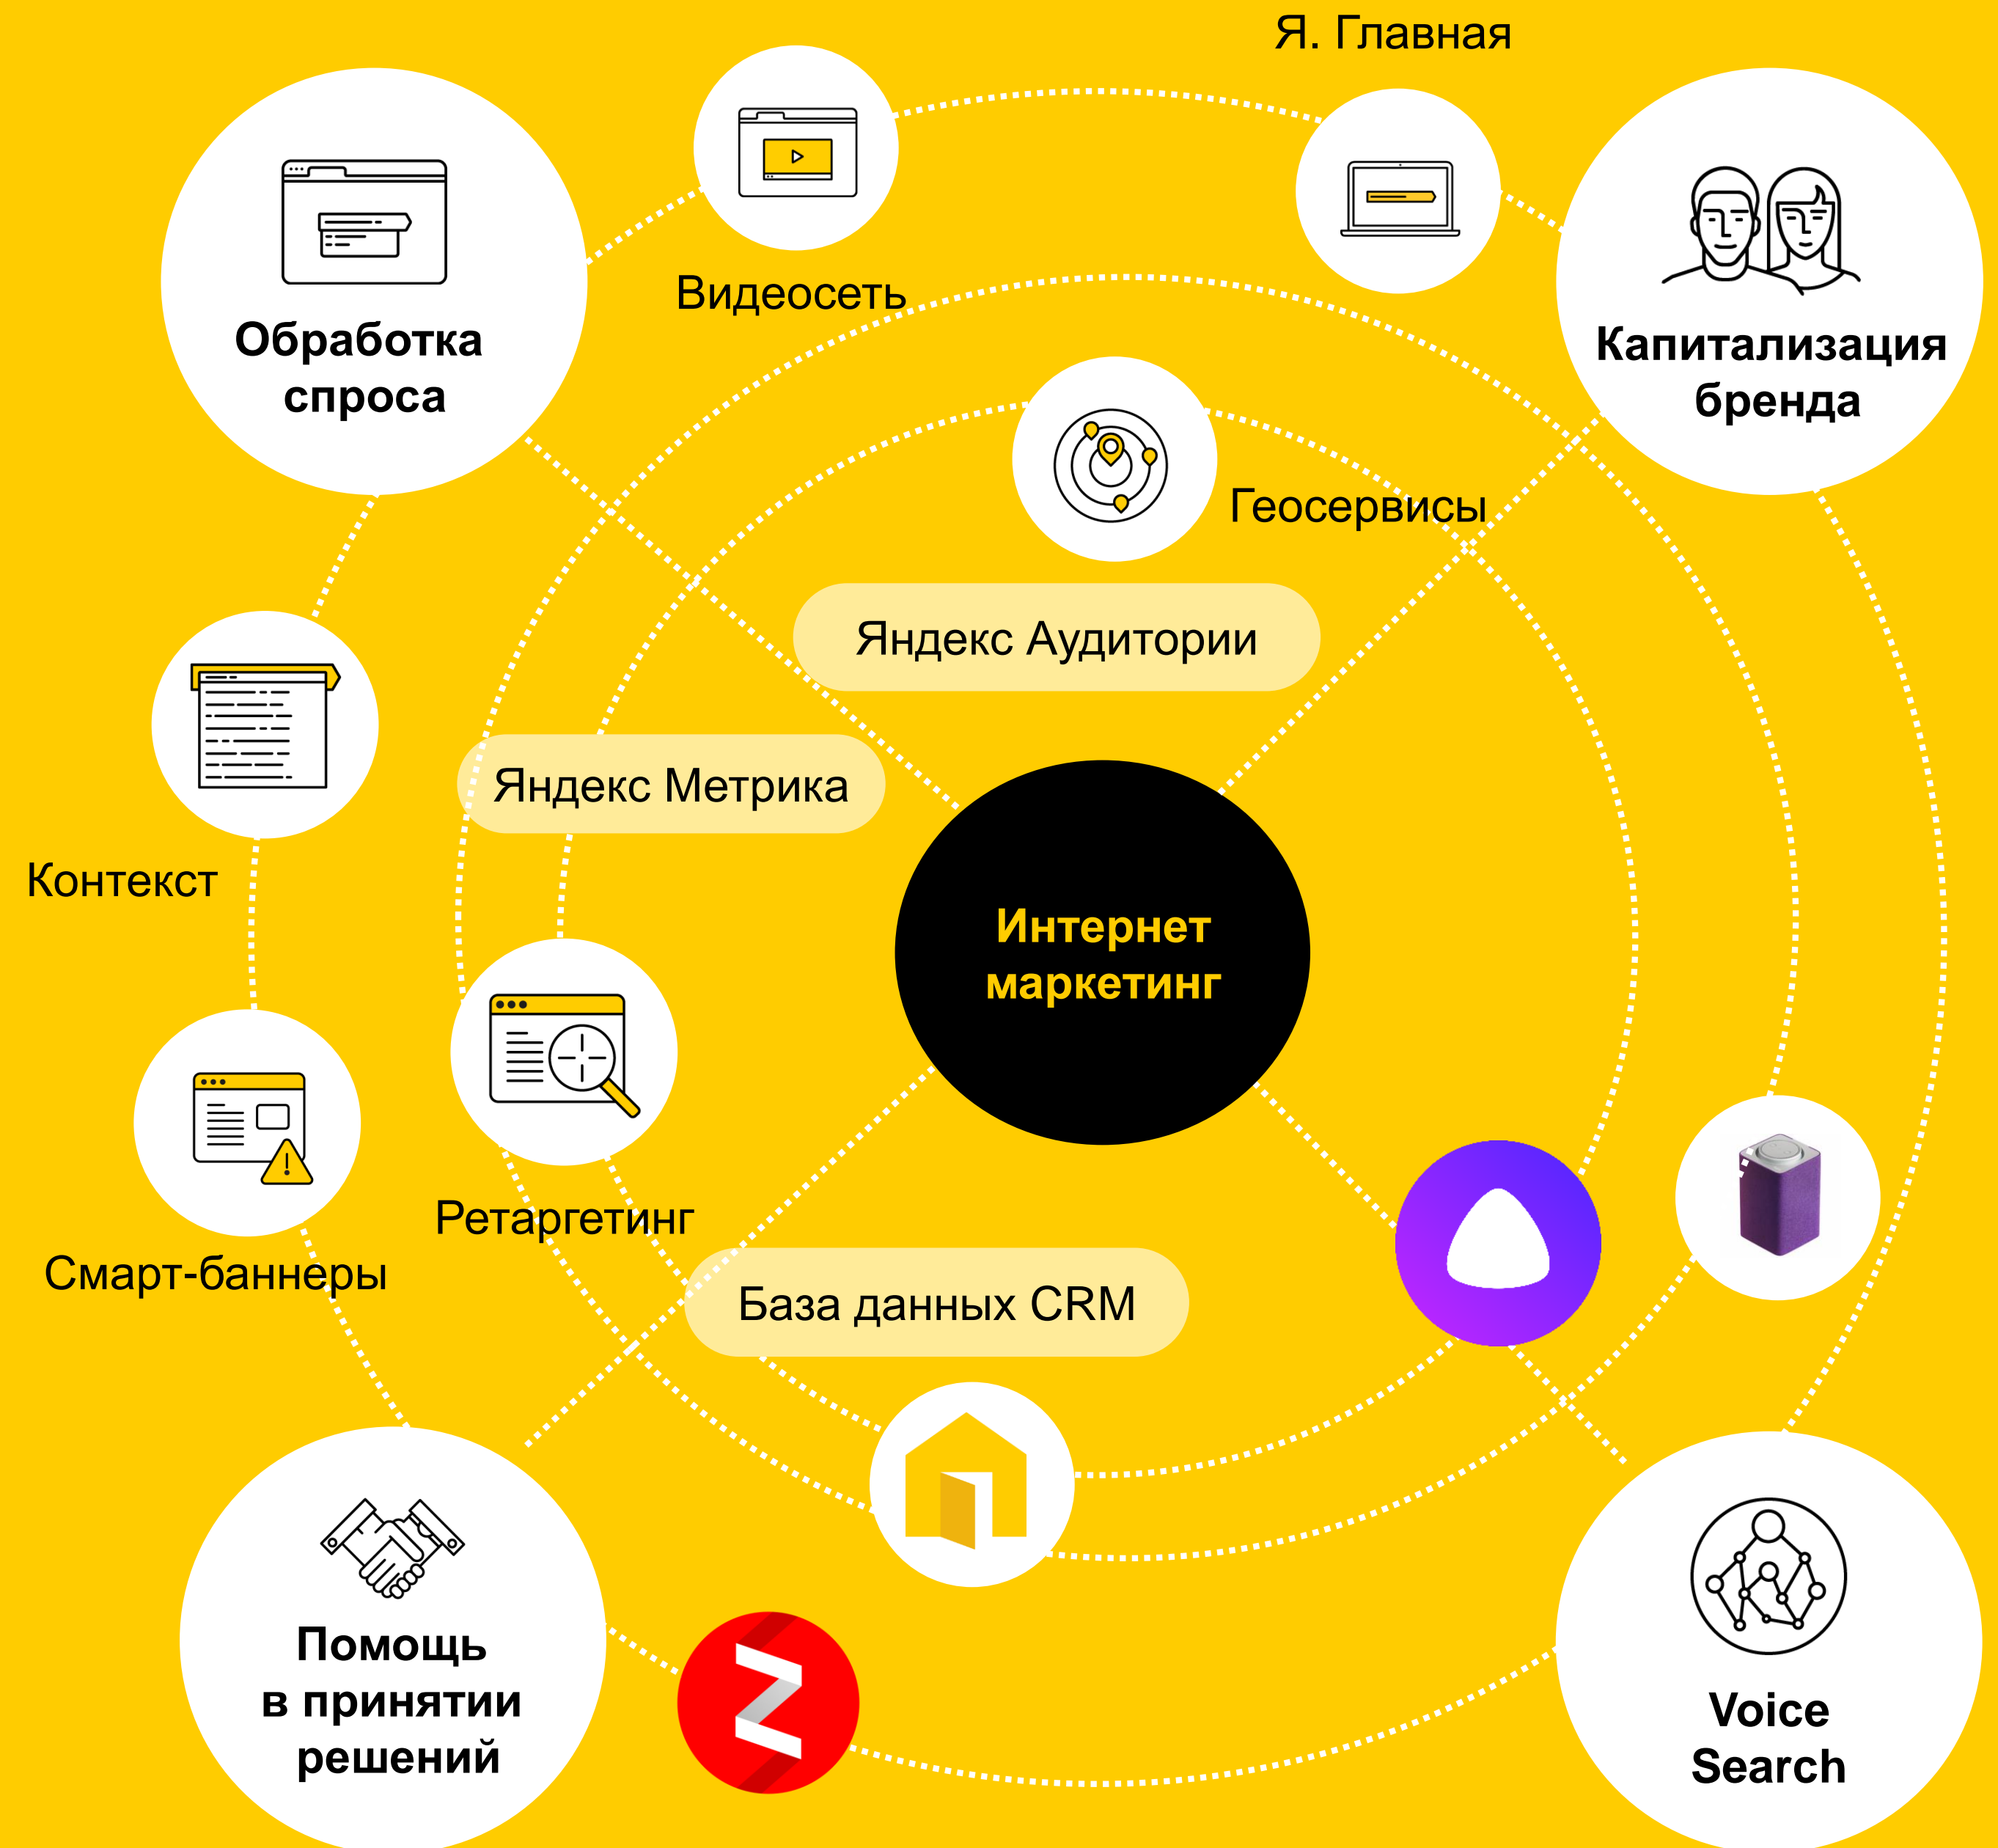 Я. Главная
Обработка
спроса
Видеосеть
Капитализация
бренда
Геосервисы
Яндекс Аудитории
Яндекс Метрика
Контекст
Интернет
маркетинг
Ретаргетинг
Смарт-баннеры
База данных CRM
Помощь
в принятии
решений
Voice
Search